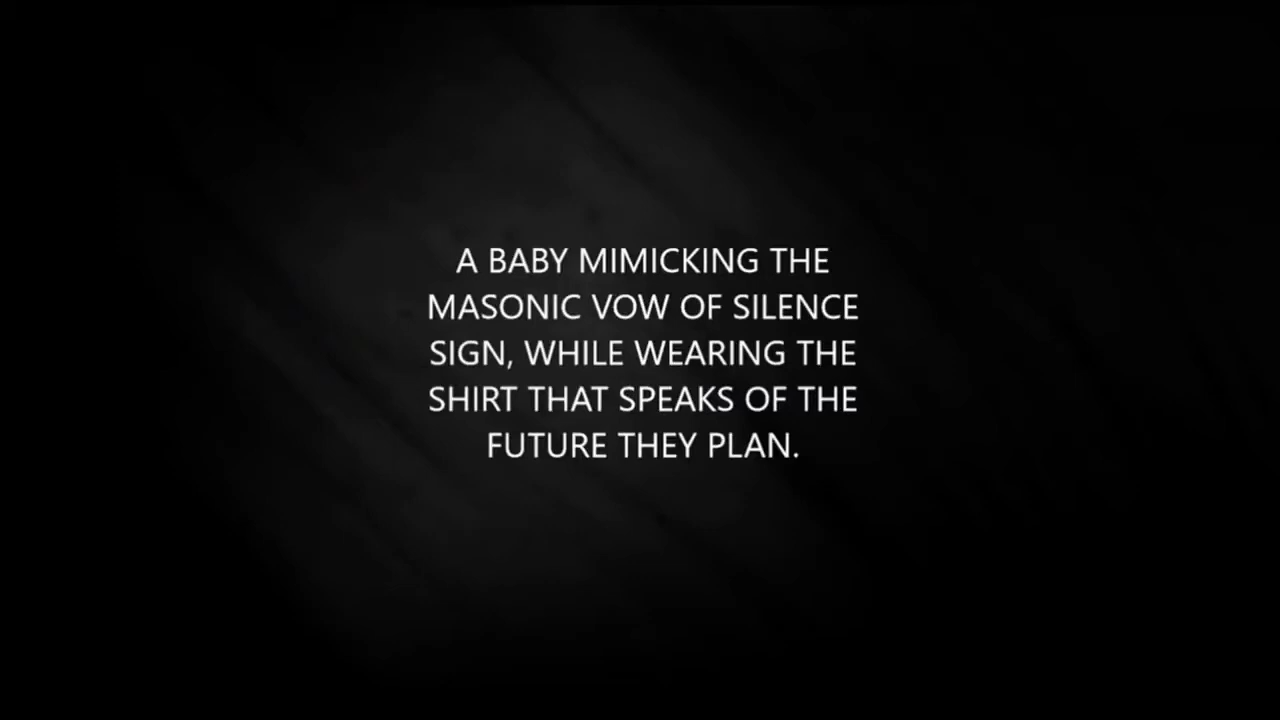 A BABY MIMICKING THE
MASONIC VOW OF SILENCE
SIGN, WHILE WEARING THE
SHIRT THAT SPEAKS OF THE
FUTURE THEY PLAN.